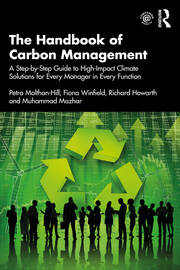 The Handbook of
Carbon Management
A Step-by-Step Guide to High-Impact Climate
Solutions for Every Manager in Every Function
Petra Molthan-Hill, Fiona Winfield, Richard Howarth
and Muhammad Mazhar